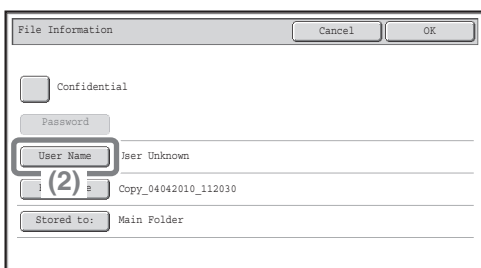 File Information Cancel OK
Confidential
Password
User Name User Unknown
(2) Copy_04042010_112030
Stored to: Main Folder